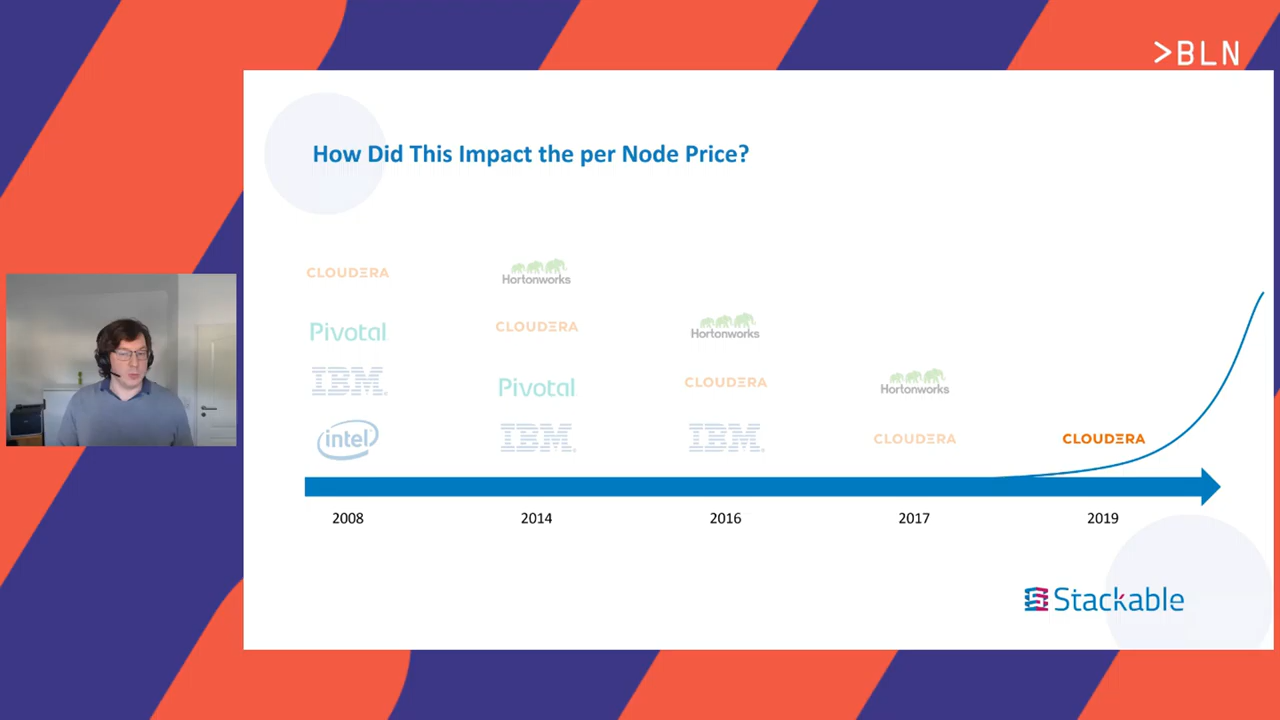 >BLN
How Did This Impact the per Node Price?
CLOUDERA
Hortonworks
Pivotal
CLOUDERA
Hortonworks
IBM
Pivotal
CLOUDERA
Hortonworks
intel
IBM
IBM
CLOUDERA
CLOUDERA
2008
2014
2016
2017
2019
Stackable